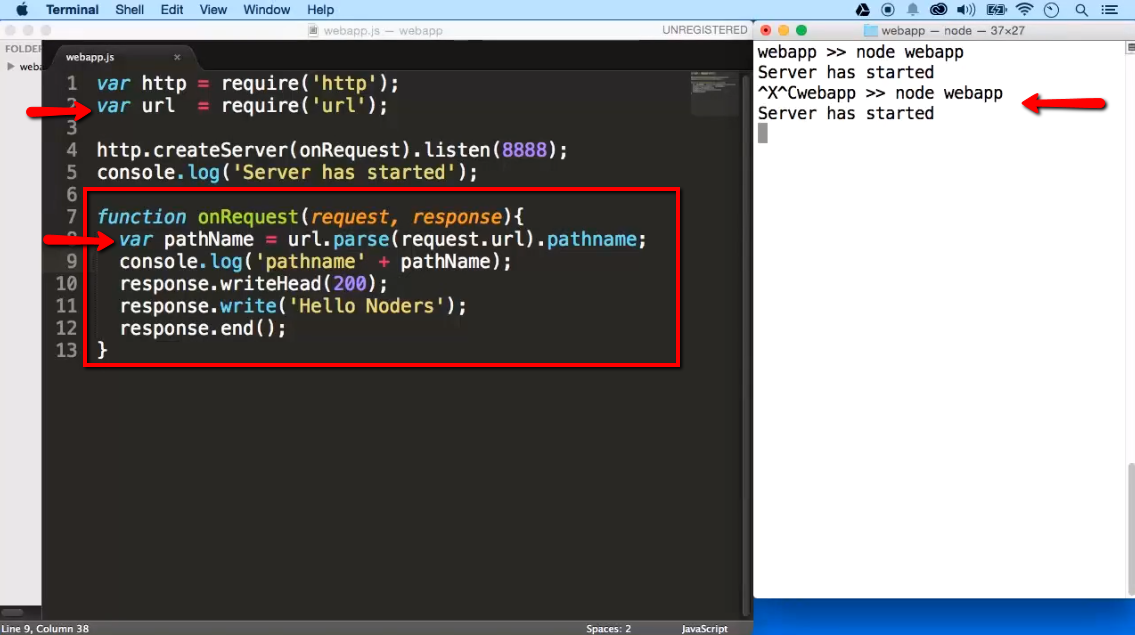 Terminal Shell Edit View Window Help
webapp.js — webapp
UNREGISTERED
FOLDER
weba
webapp.js ×
1 var http = require('http');
2 var url  = require('url');
3
4 http.createServer(onRequest).listen(8888);
5 console.log('Server has started');
6
7 function onRequest(request, response){
8   var pathName = url.parse(request.url).pathname;
9   console.log('pathname' + pathName);
10   response.writeHead(200);
11   response.write('Hello Noders');
12   response.end();
13 }
Line 9, Column 38
Spaces: 2
JavaScript
webapp — node — 37×27
webapp >> node webapp
Server has started
^X^Cwebapp >> node webapp
Server has started